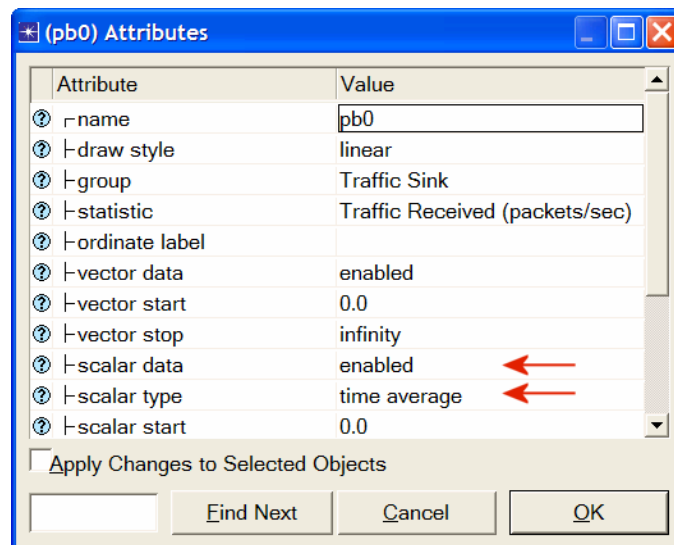 (pb0) Attributes
Attribute Value
name pb0
draw style linear
group Traffic Sink
statistic Traffic Received (packets/sec)
ordinate label
vector data enabled
vector start 0.0
vector stop infinity
scalar data enabled
scalar type time average
scalar start 0.0
Apply Changes to Selected Objects
Find Next Cancel OK